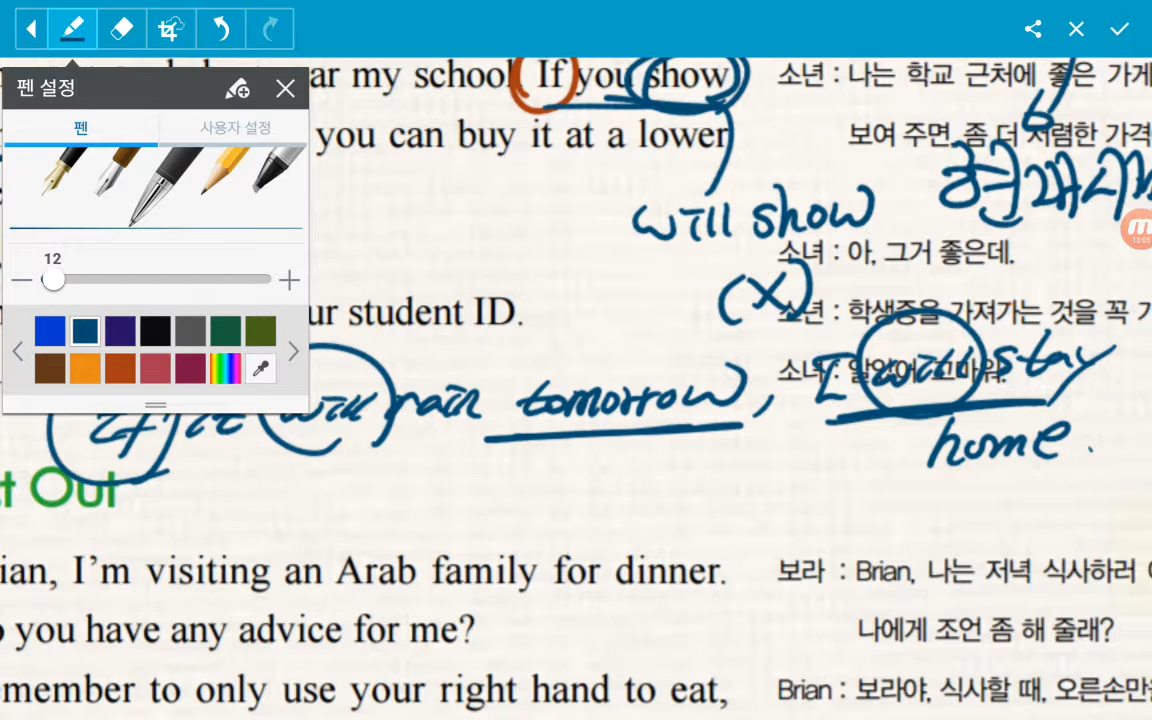 펜 설정
펜 사용자 설정
12
ar my school. If you show
you can buy it at a lower
will show
(X)
ur student ID.
If it will rain tomorrow, I will stay
home.
t Out
ian, I'm visiting an Arab family for dinner.
you have any advice for me?
emember to only use your right hand to eat,
소년 : 나는 학교 근처에 좋은 가게
보여 주면, 좀 더 저렴한 가격
현재시제
소녀 : 아, 그거 좋은데.
소년 : 학생증을 가져가는 것을 꼭 기
소녀 : 알았어. 고마워.
보라 : Brian, 나는 저녁 식사하러
나에게 조언 좀 해 줄래?
Brian : 보라야, 식사할 때, 오른손만
13:05